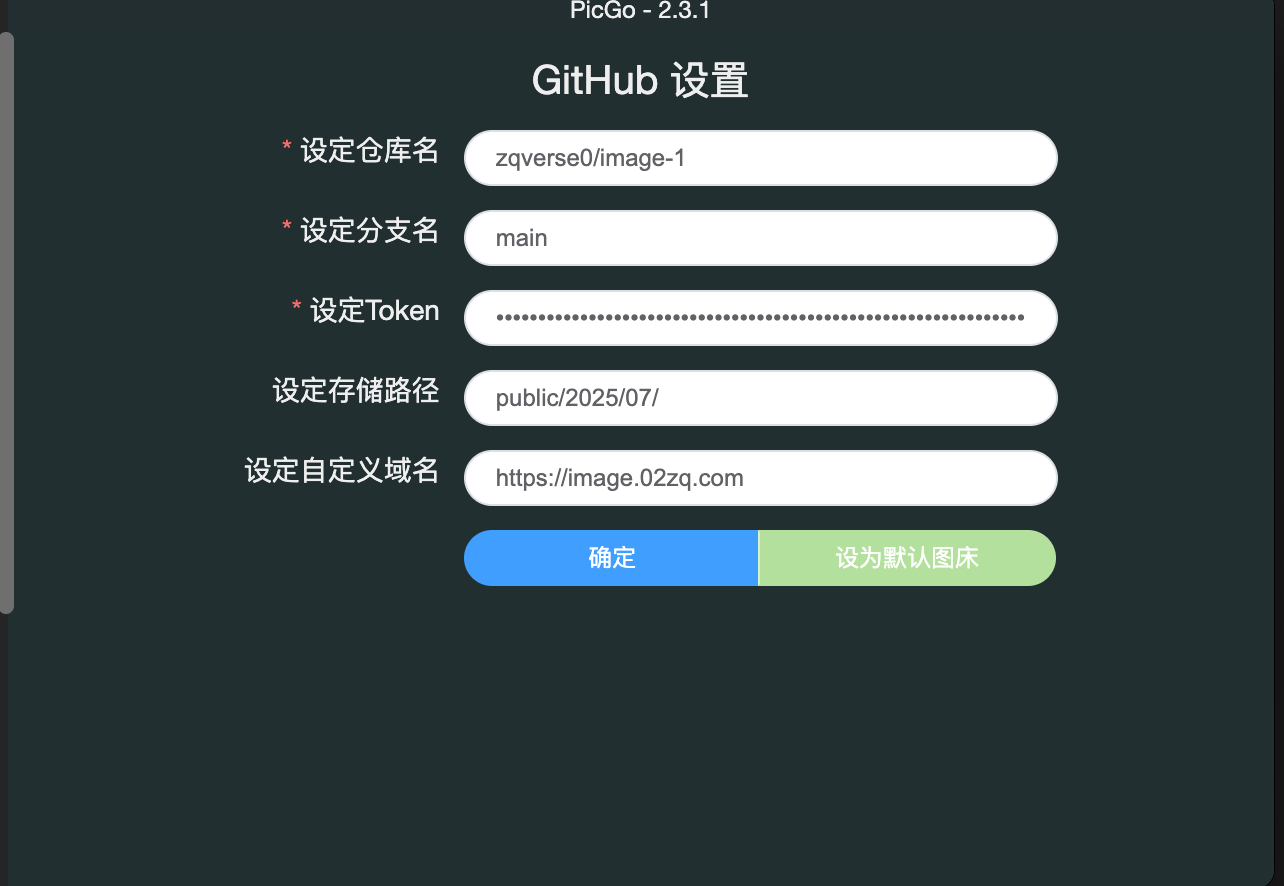 PicGo - 2.3.1
GitHub 设置
* 设定仓库名 zqverse0/image-1
* 设定分支名 main
* 设定Token ••••••••••••••••••••••••••••••••••••••••••••••••••••••••••••••
设定存储路径 public/2025/07/
设定自定义域名 https://image.02zq.com
确定 设为默认图床